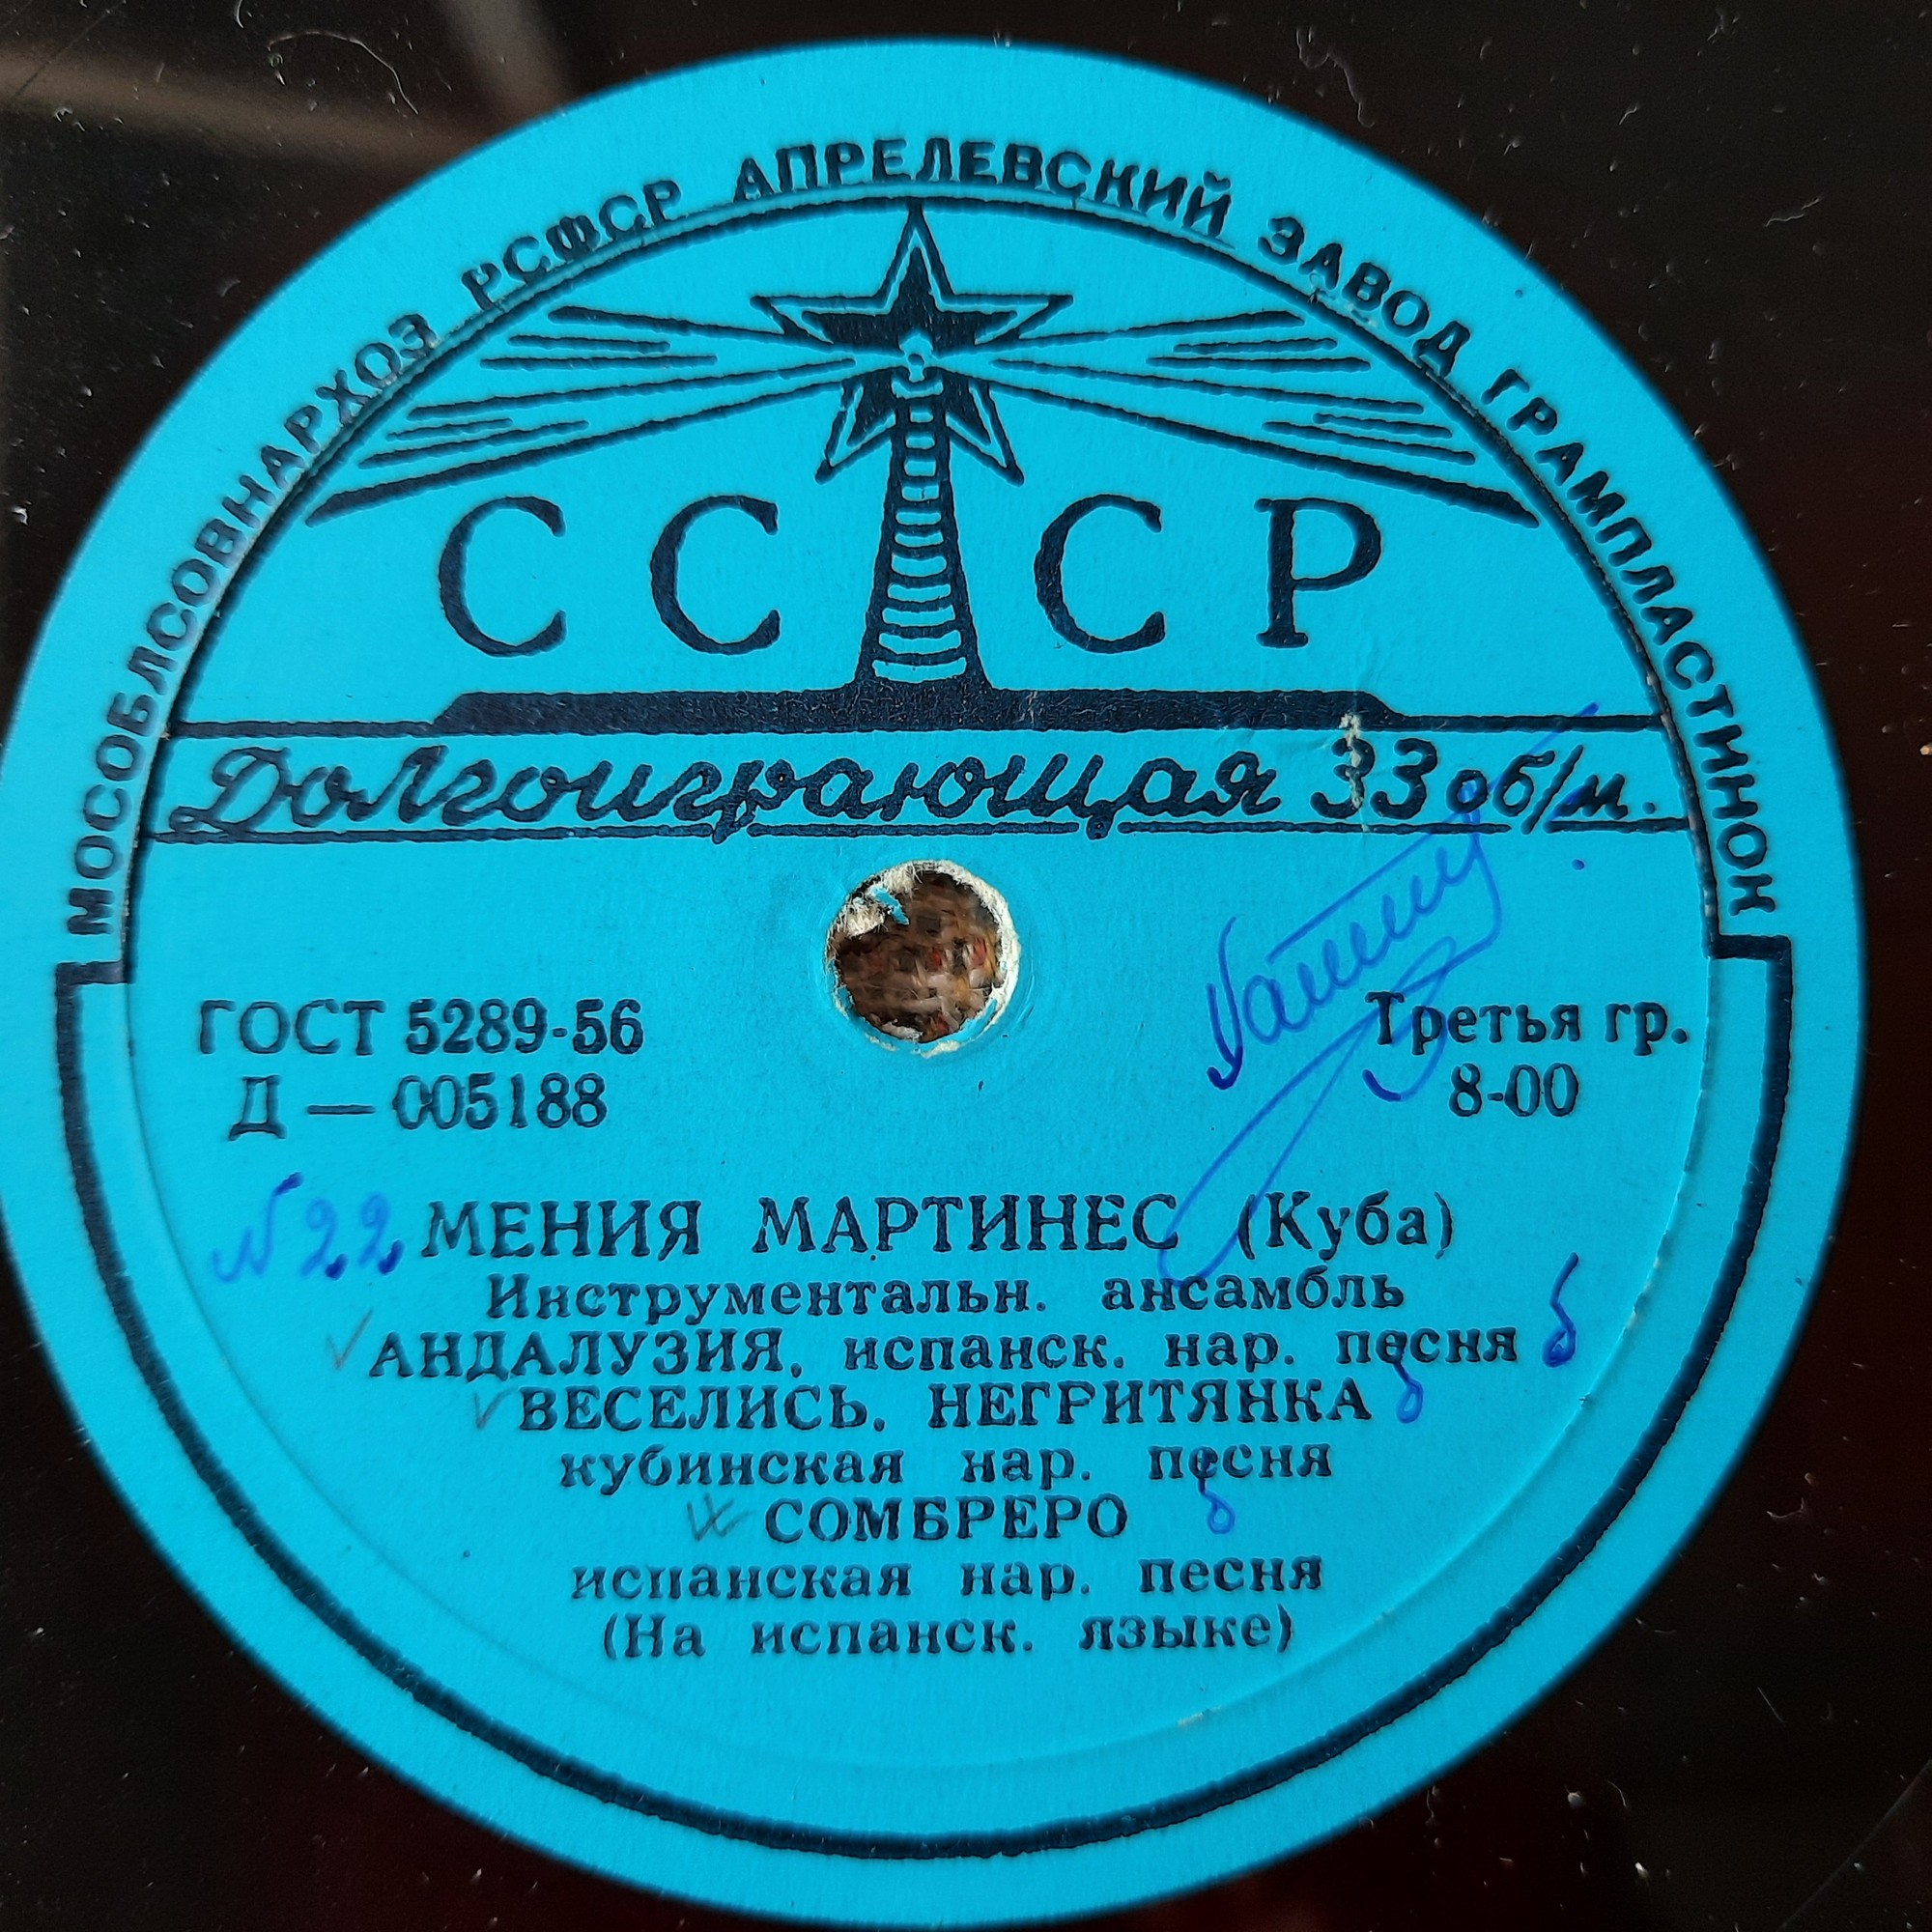 МОСОБЛСОВНАРХОЗ РСФСР АПРЕЛЕВСКИЙ ЗАВОД ГРАМПЛАСТИНОК
СССР
Долгоиграющая 33 об/м.
ГОСТ 5289-56
Д — 005188
Третья гр.
8-00
№22
МЕНИЯ МАРТИНЕС (Куба)
Инструментальн. ансамбль
АНДАЛУЗИЯ, испанск. нар. песня
ВЕСЕЛИСЬ, НЕГРИТЯНКА
кубинская нар. песня
СОМБРЕРО
испанская нар. песня
(На испанск. языке)